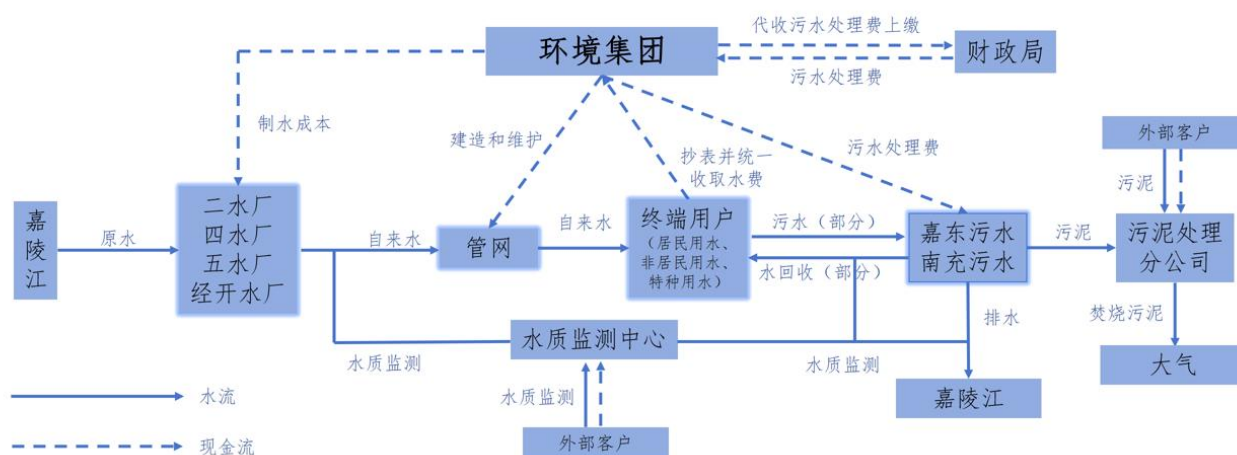 代收污水处理费上缴
环境集团
财政局
污水处理费
制水成本
建造和维护
抄表并统一
收取水费
污水处理费
外部客户
污泥
嘉陵江
原水
二水厂
四水厂
五水厂
经开水厂
自来水
管网
自来水
终端用户
（居民用水、
非居民用水、
特种用水）
污水（部分）
水回收（部分）
嘉东污水
南充污水
污泥
污泥处理
分公司
排水
焚烧污泥
水质监测中心
水质监测
水质监测
大气
嘉陵江
水质监测
外部客户
水流
现金流